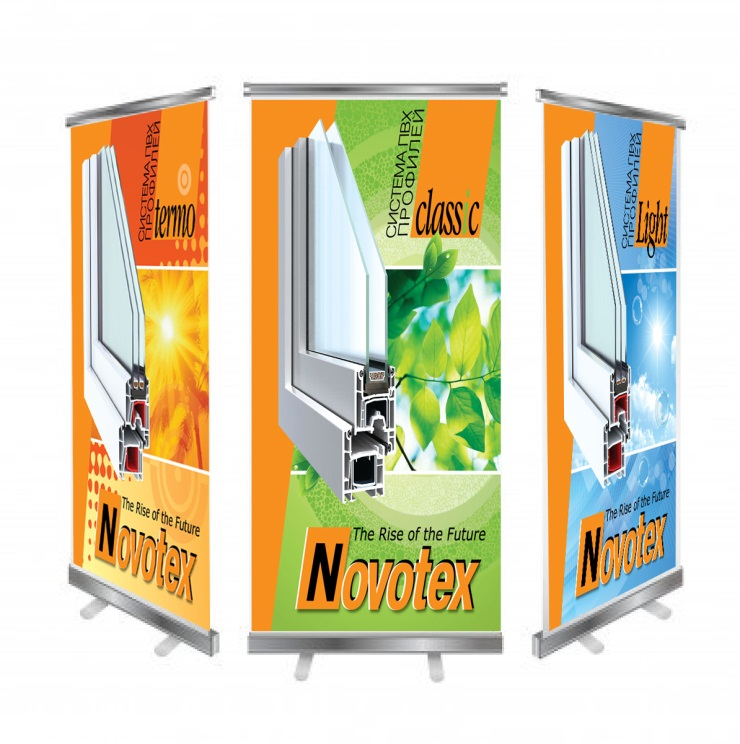 СИСТЕМА ПВХ
ПРОФИЛЕЙ
termo
The Rise of the Future
Novotex
СИСТЕМА ПВХ
ПРОФИЛЕЙ
classic
The Rise of the Future
Novotex
СИСТЕМА ПВХ
ПРОФИЛЕЙ
Light
The Rise of the Future
Novotex